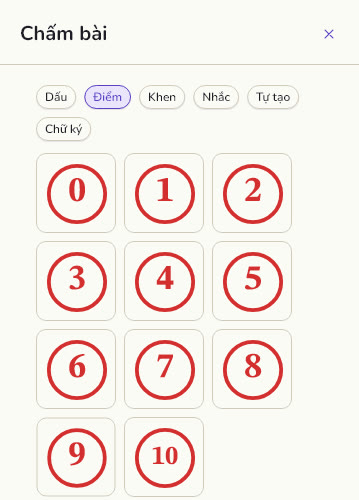 Chấm bài
Dấu Điểm Khen Nhắc Tự tạo
Chữ ký
0 1 2
3 4 5
6 7 8
9 10